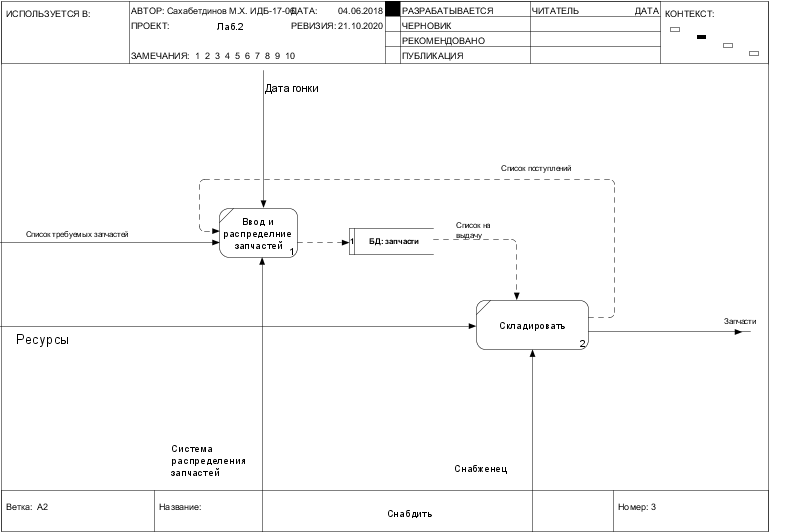 ИСПОЛЬЗУЕТСЯ В:
АВТОР: Сахабетдинов М.Х. ИДБ-17-06
ДАТА: 04.06.2018
РАЗРАБАТЫВАЕТСЯ
ЧИТАТЕЛЬ
ДАТА
КОНТЕКСТ:
ПРОЕКТ: Лаб.2
РЕВИЗИЯ: 21.10.2020
ЧЕРНОВИК
РЕКОМЕНДОВАНО
ЗАМЕЧАНИЯ: 1 2 3 4 5 6 7 8 9 10
ПУБЛИКАЦИЯ
Дата гонки
Список поступлений
Список требуемых запчастей
Ввод и
распределние
запчастей
1
1 БД: запчасти
Список на
выдачу
Складировать
2
Запчасти
Ресурсы
Система
распределения
запчастей
Снабженец
Ветка: A2
Название:
Снабдить
Номер: 3